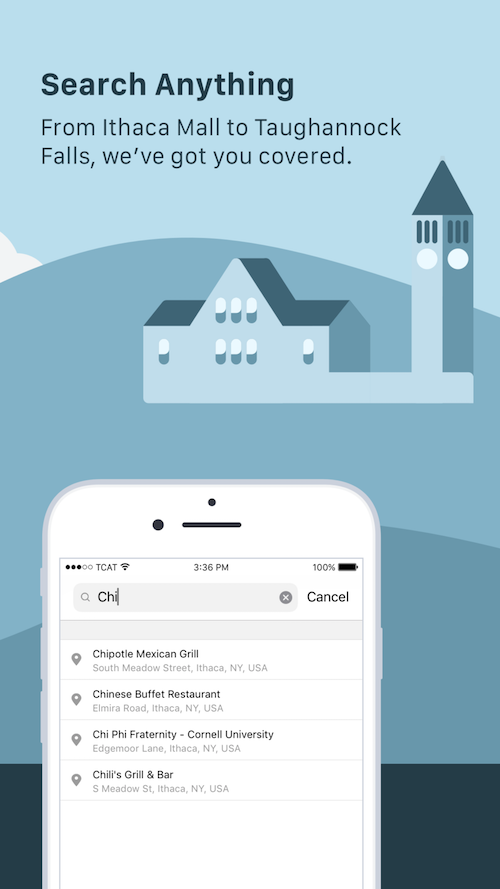 Search Anything
From Ithaca Mall to Taughannock
Falls, we’ve got you covered.
TCAT 3:36 PM 100%
Chi Cancel
Chipotle Mexican Grill
South Meadow Street, Ithaca, NY, USA
Chinese Buffet Restaurant
Elmira Road, Ithaca, NY, USA
Chi Phi Fraternity - Cornell University
Edgemoor Lane, Ithaca, NY, USA
Chili's Grill & Bar
S Meadow St, Ithaca, NY, USA